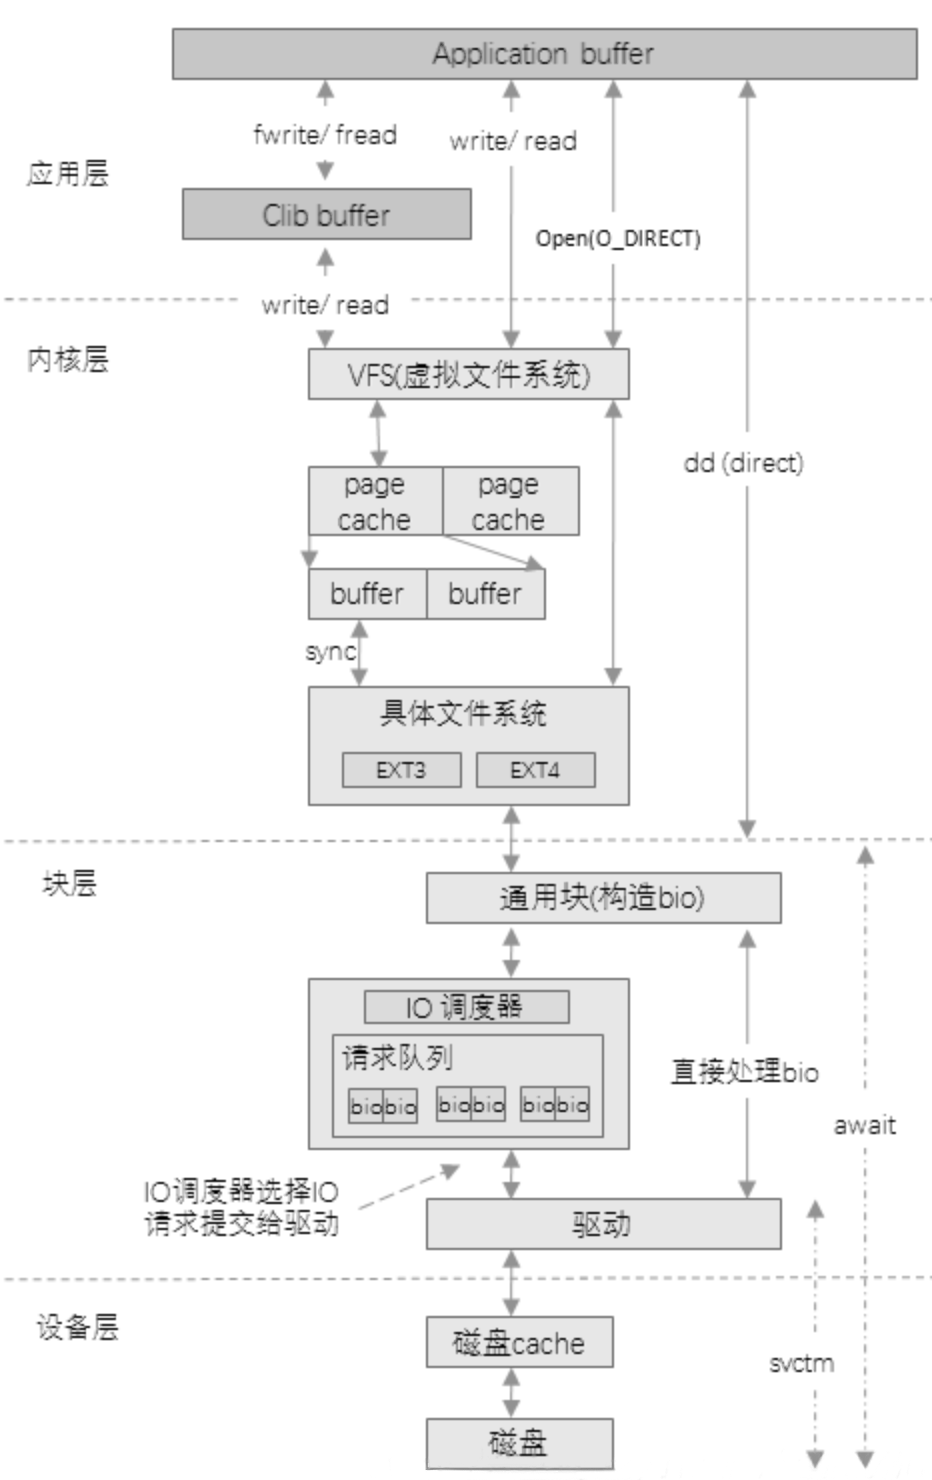 Application buffer
fwrite/ fread
write/ read
应用层
Clib buffer
Open(O_DIRECT)
write/ read
内核层
VFS(虚拟文件系统)
dd (direct)
page cache
page cache
buffer
buffer
sync
具体文件系统
EXT3
EXT4
块层
通用块(构造bio)
IO 调度器
请求队列
bio
bio
bio
bio
bio
bio
直接处理bio
await
IO调度器选择IO
请求提交给驱动
驱动
设备层
磁盘cache
svctm
磁盘